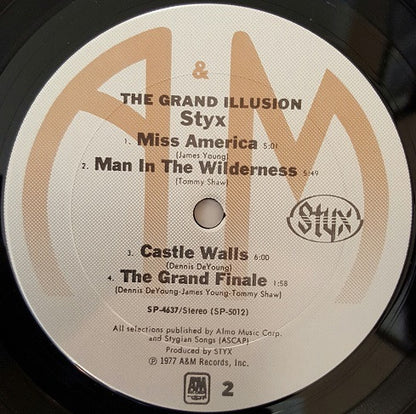 A&M
THE GRAND ILLUSION
Styx
1. Miss America 5:01
(James Young)
2. Man In The Wilderness 5:49
(Tommy Shaw)
Styx
3. Castle Walls 6:00
(Dennis DeYoung)
4. The Grand Finale 1:58
(Dennis DeYoung-James Young-Tommy Shaw)
SP-4637/Stereo (SP-5012)
All selections published by Almo Music Corp.
and Stygian Songs (ASCAP)
Produced by STYX
℗ 1977 A&M Records, Inc.
A&M 2